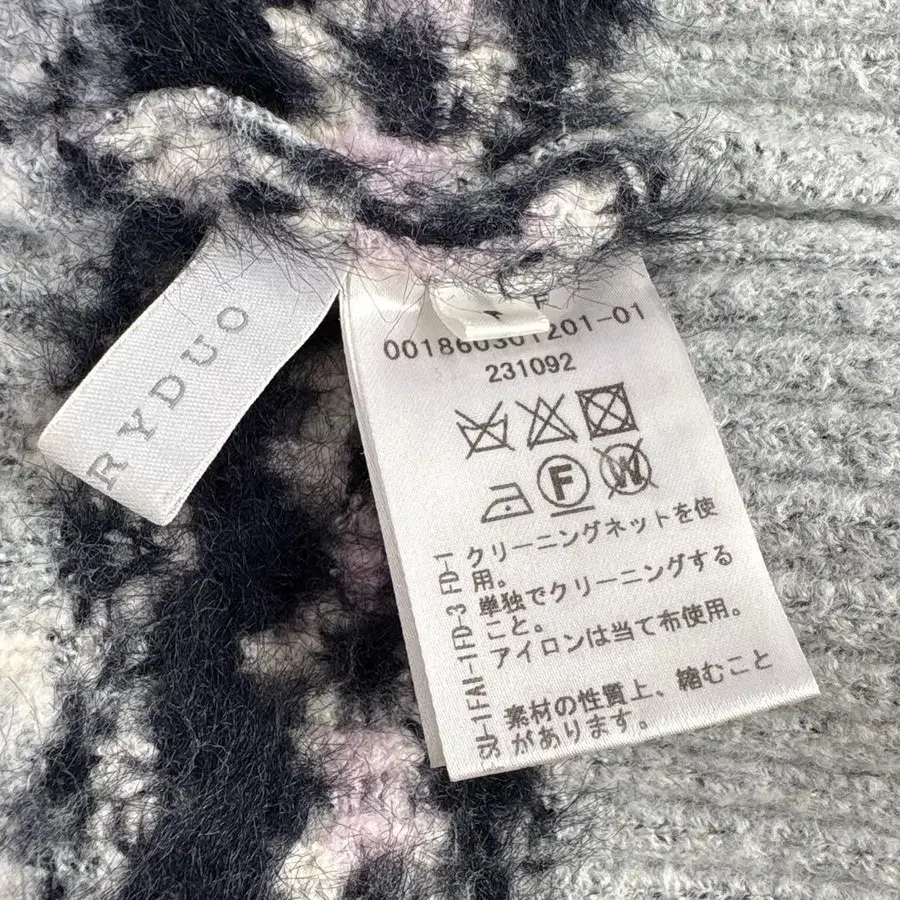 RYDUO
F
001860301201-01
231092
F
W
FD-1 クリーニングネットを使
用。
FD-3 単独でクリーニングする
こと。
FAI-1 アイロンは当て布使用。
素材の性質上、縮むこと
があります。